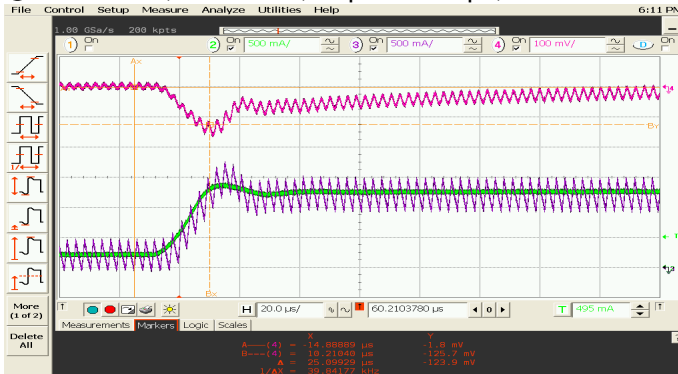 File Control Setup Measure Analyze Utilities Help 6:11 PM
1.00 GSa/s 200 kpts
1 On 2 On 500 mA/ 3 On 500 mA/ 4 On 100 mV/
Ax
By
Bx
More
(1 of 2)
Delete
All
T H 20.0 µs/ T 60.2103780 µs 0 T 495 mA T
Measurements Markers Logic Scales
X Y
A——(4) = -14.88889 µs -1.8 mV
B---(4) = 10.21040 µs -125.7 mV
Δ = 25.09929 µs -123.9 mV
1/ΔX = 39.84177 kHz